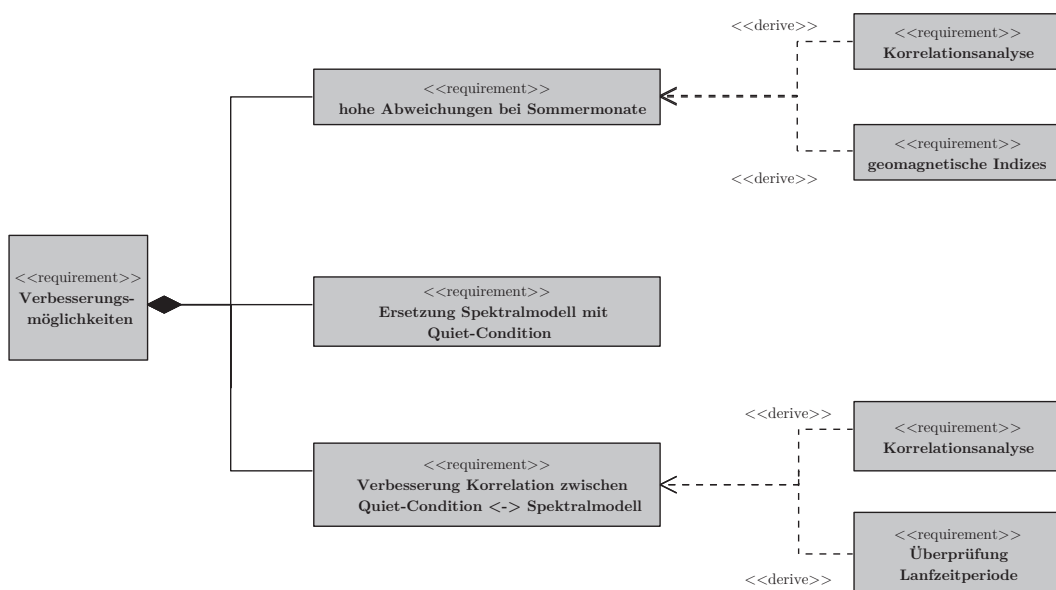 <<derive>>
<<requirement>>
Korrelationsanalyse
<<requirement>>
hohe Abweichungen bei Sommermonate
<<requirement>>
geomagnetische Indizes
<<derive>>
<<requirement>>
Verbesserungs-
möglichkeiten
<<requirement>>
Ersetzung Spektralmodell mit
Quiet-Condition
<<derive>>
<<requirement>>
Korrelationsanalyse
<<requirement>>
Verbesserung Korrelation zwischen
Quiet-Condition <-> Spektralmodell
<<requirement>>
Überprüfung
Lanfzeitperiode
<<derive>>